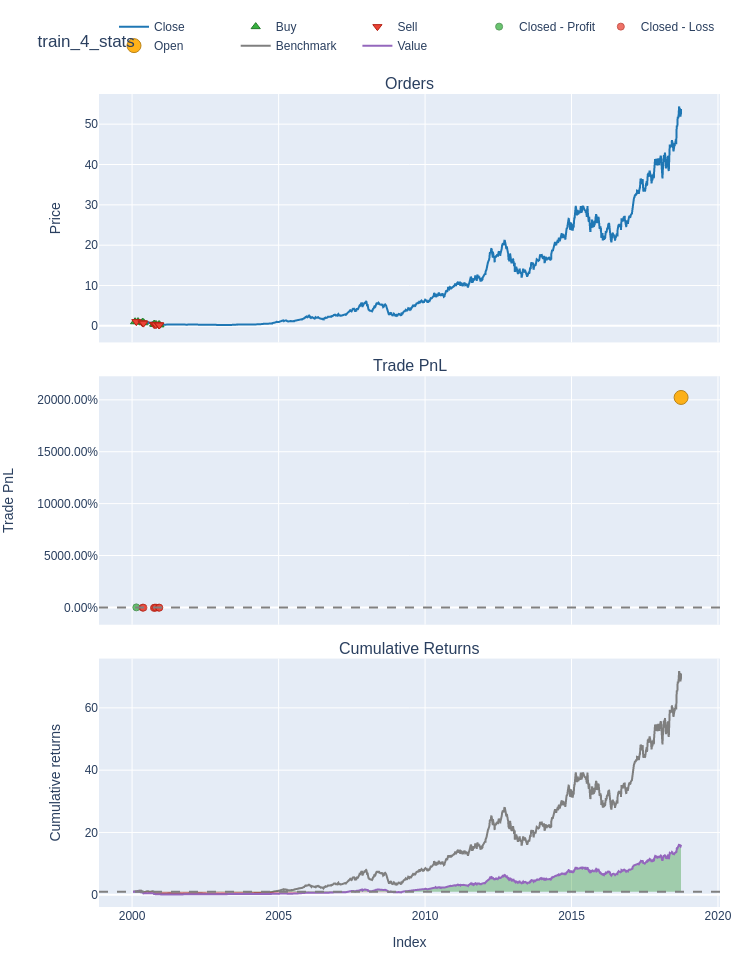 train_4_stats
Close
Buy
Sell
Closed - Profit
Closed - Loss
Open
Benchmark
Value
Orders
50
40
30
20
10
0
Price
Trade PnL
20000.00%
15000.00%
10000.00%
5000.00%
0.00%
Trade PnL
Cumulative Returns
60
40
20
0
Cumulative returns
2000
2005
2010
2015
2020
Index